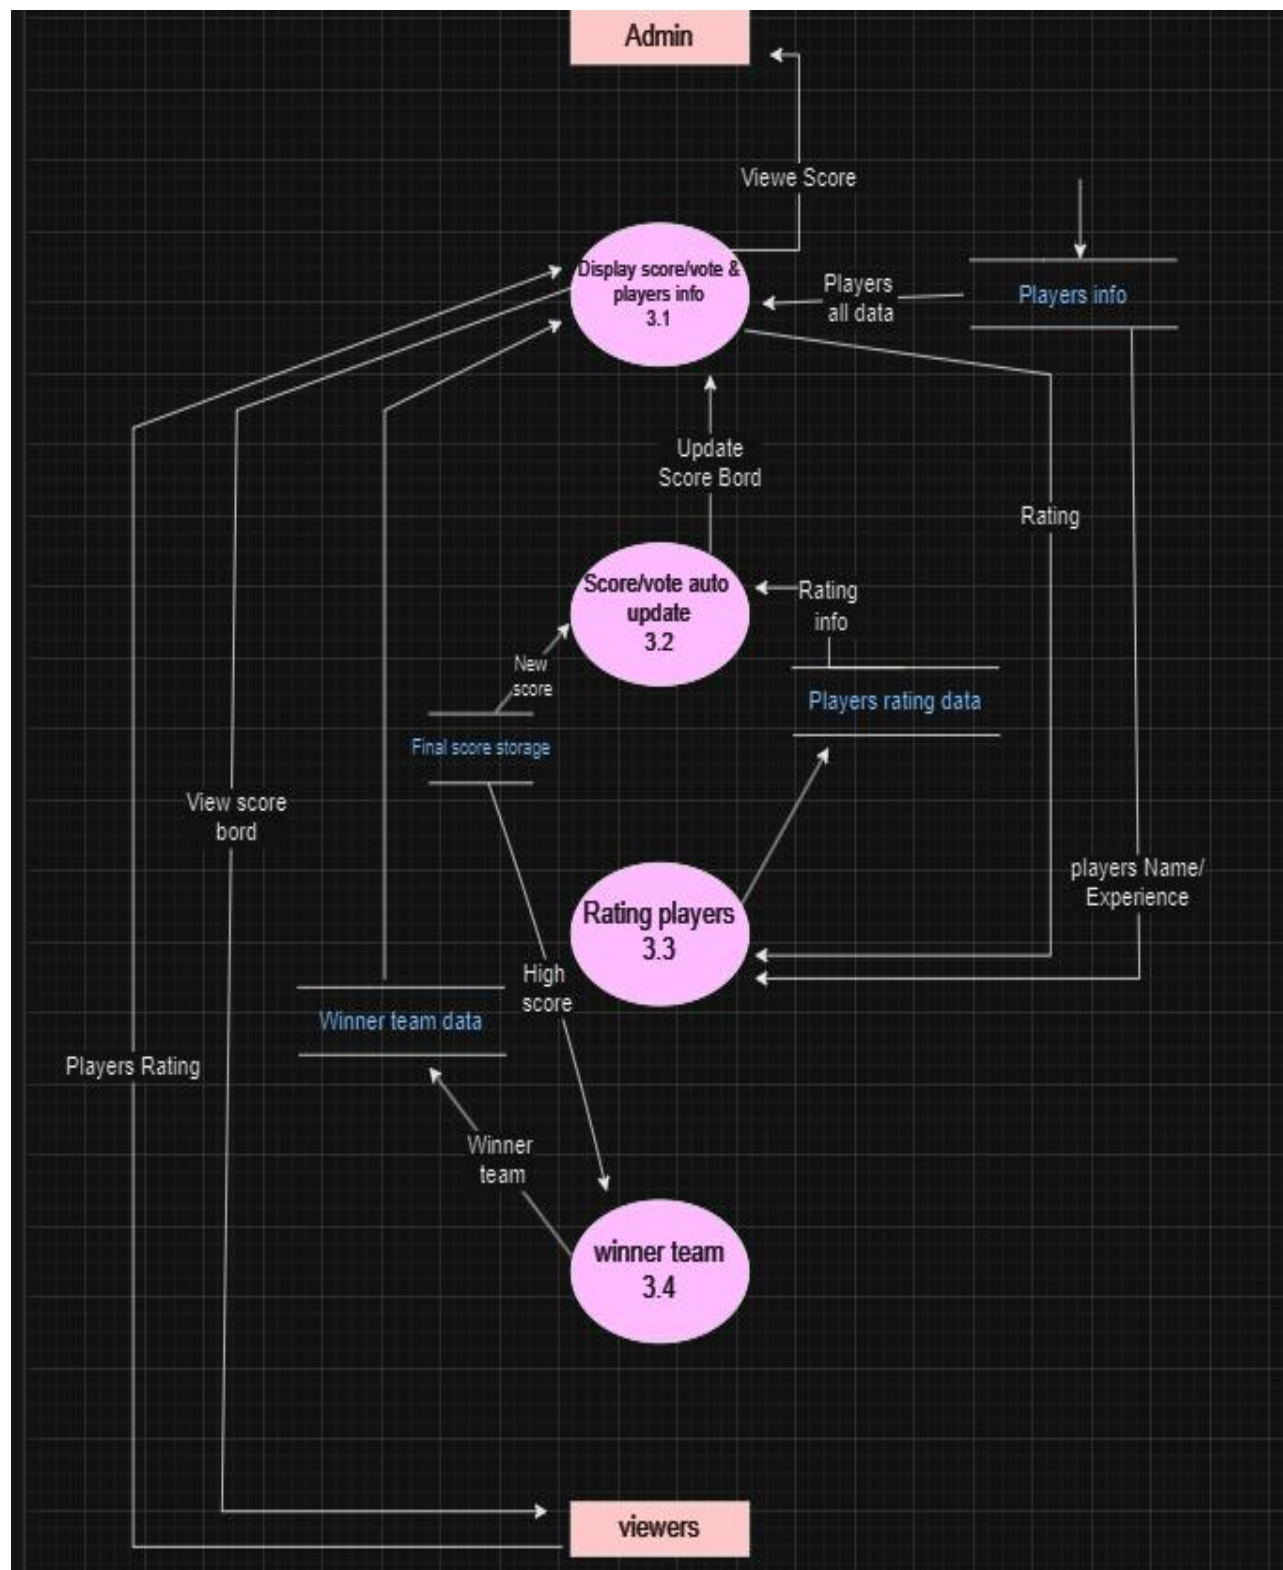 Admin
Viewe Score
Display score/vote &
players info
3.1
Players
all data
Players info
Update
Score Bord
Rating
Score/vote auto
update
3.2
Rating
info
New
score
Players rating data
Final score storage
View score
bord
players Name/
Experience
Rating players
3.3
High
score
Winner team data
Players Rating
Winner
team
winner team
3.4
viewers